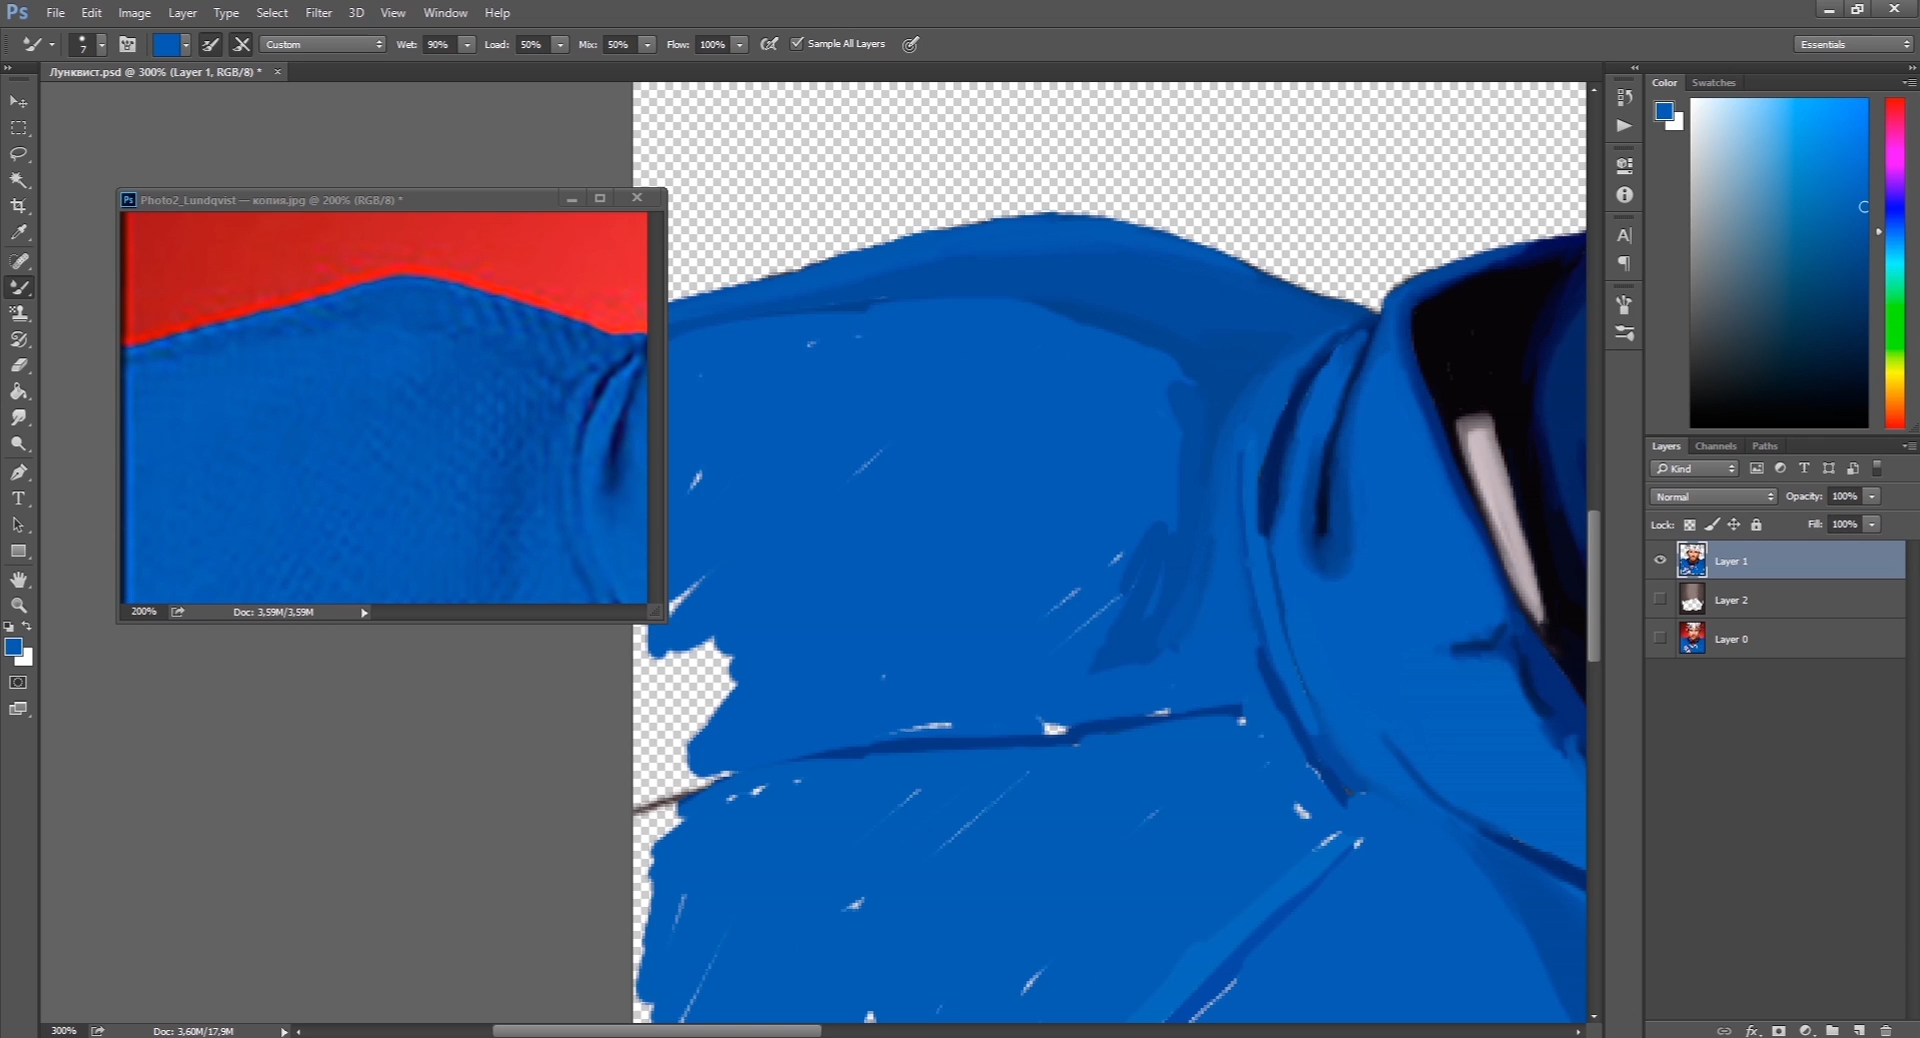 Ps File Edit Image Layer Type Select Filter 3D View Window Help
7 Custom Wet: 90% Load: 50% Mix: 50% Flow: 100% Sample All Layers Essentials
Лунквист.psd @ 300% (Layer 1, RGB/8) * ×
Color Swatches
Ps Photo2_Lundqvist — копия.jpg @ 200% (RGB/8) *
200% Doc: 3,59M/3,59M
Layers Channels Paths
Kind
Normal Opacity: 100%
Lock: Fill: 100%
Layer 1
Layer 2
Layer 0
300% Doc: 3,60M/17,9M
fx